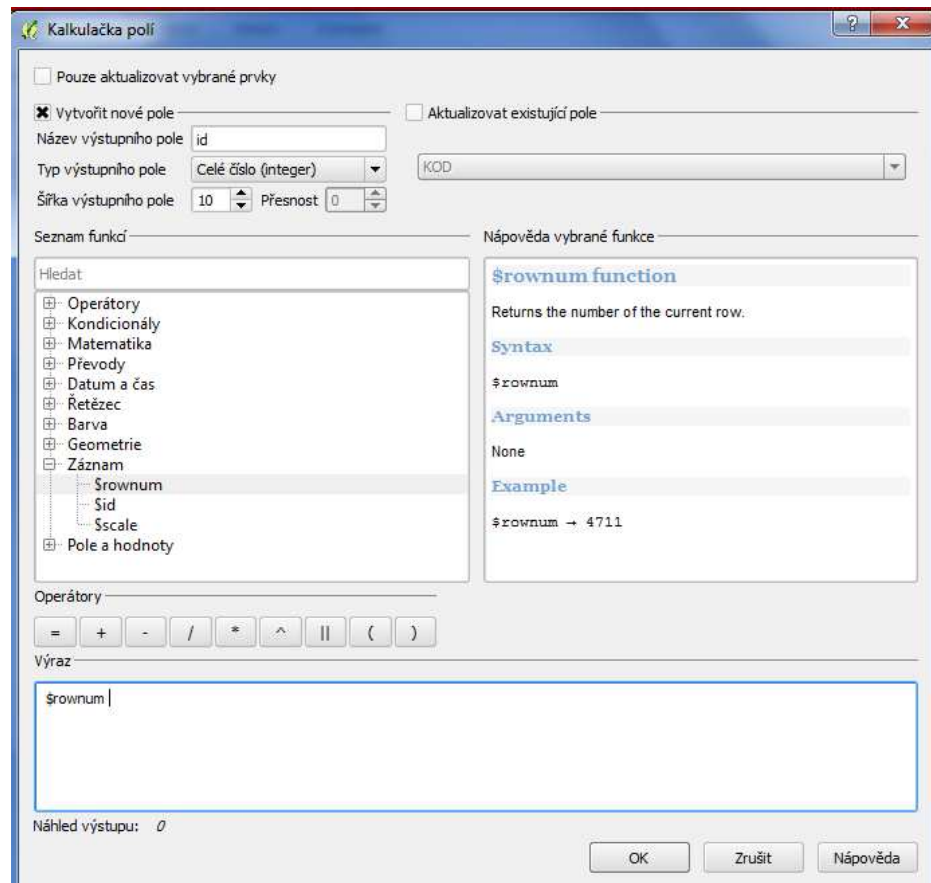 Kalkulačka polí
Pouze aktualizovat vybrané prvky
Vytvořit nové pole
Aktualizovat existující pole
Název výstupního pole id
Typ výstupního pole Celé číslo (integer)
KOD
Šířka výstupního pole 10 Přesnost 0
Seznam funkcí
Hledat
Operátory
Kondicionály
Matematika
Převody
Datum a čas
Řetězec
Barva
Geometrie
Záznam
$rownum
$id
$scale
Pole a hodnoty
Nápověda vybrané funkce
$rownum function
Returns the number of the current row.
Syntax
$rownum
Arguments
None
Example
$rownum → 4711
Operátory
= + - / * ^ || ( )
Výraz
$rownum
Náhled výstupu: 0
OK Zrušit Nápověda